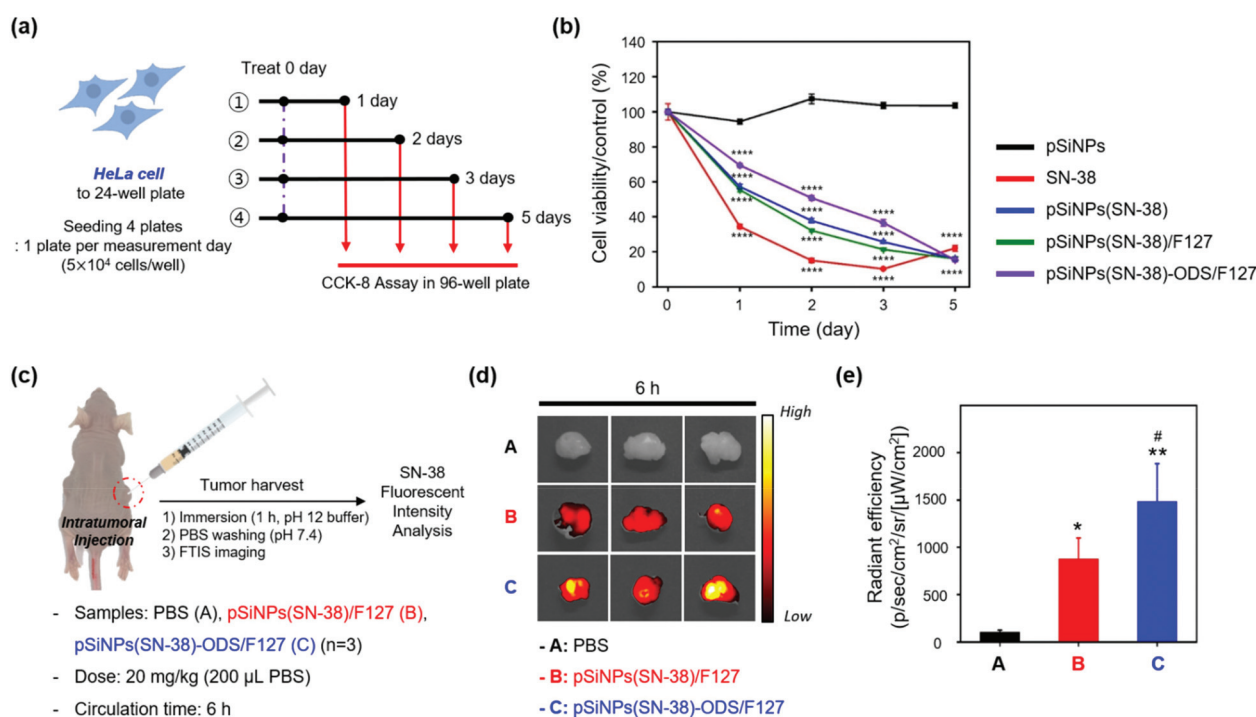 (a)
Treat 0 day
① 1 day
② 2 days
③ 3 days
④ 5 days
HeLa cell
to 24-well plate
Seeding 4 plates
: 1 plate per measurement day
(5×10⁴ cells/well)
CCK-8 Assay in 96-well plate
(b)
Cell viability/control (%)
140
120
100
80
60
40
20
0
****
****
****
****
****
****
****
****
****
****
****
****
****
****
0 1 2 3 5
Time (day)
pSiNPs
SN-38
pSiNPs(SN-38)
pSiNPs(SN-38)/F127
pSiNPs(SN-38)-ODS/F127
(c)
Intratumoral
Injection
Tumor harvest
1) Immersion (1 h, pH 12 buffer)
2) PBS washing (pH 7.4)
3) FTIS imaging
SN-38
Fluorescent
Intensity
Analysis
- Samples: PBS (A), pSiNPs(SN-38)/F127 (B),
pSiNPs(SN-38)-ODS/F127 (C) (n=3)
- Dose: 20 mg/kg (200 µL PBS)
- Circulation time: 6 h
(d)
6 h
A
B
C
High
Low
- A: PBS
- B: pSiNPs(SN-38)/F127
- C: pSiNPs(SN-38)-ODS/F127
(e)
Radiant efficiency
(p/sec/cm²/sr/[µW/cm²])
2000
1500
1000
500
0
*
#
**
A B C